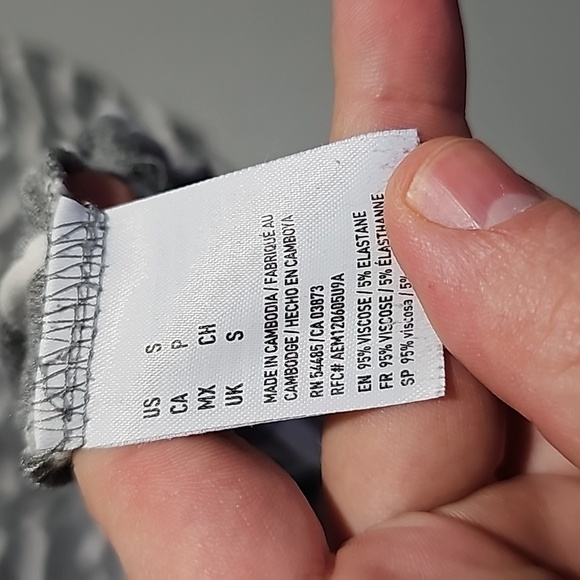 US S
CA P
MX CH
UK S
MADE IN CAMBODIA / FABRIQUÉ AU
CAMBODGE / HECHO EN CAMBOYA
RN 54485 / CA 03873
RFC# AEM120605U9A
EN 95% VISCOSE / 5% ELASTANE
FR 95% VISCOSE / 5% ÉLASTHANNE
SP 95% viscosa / 5%